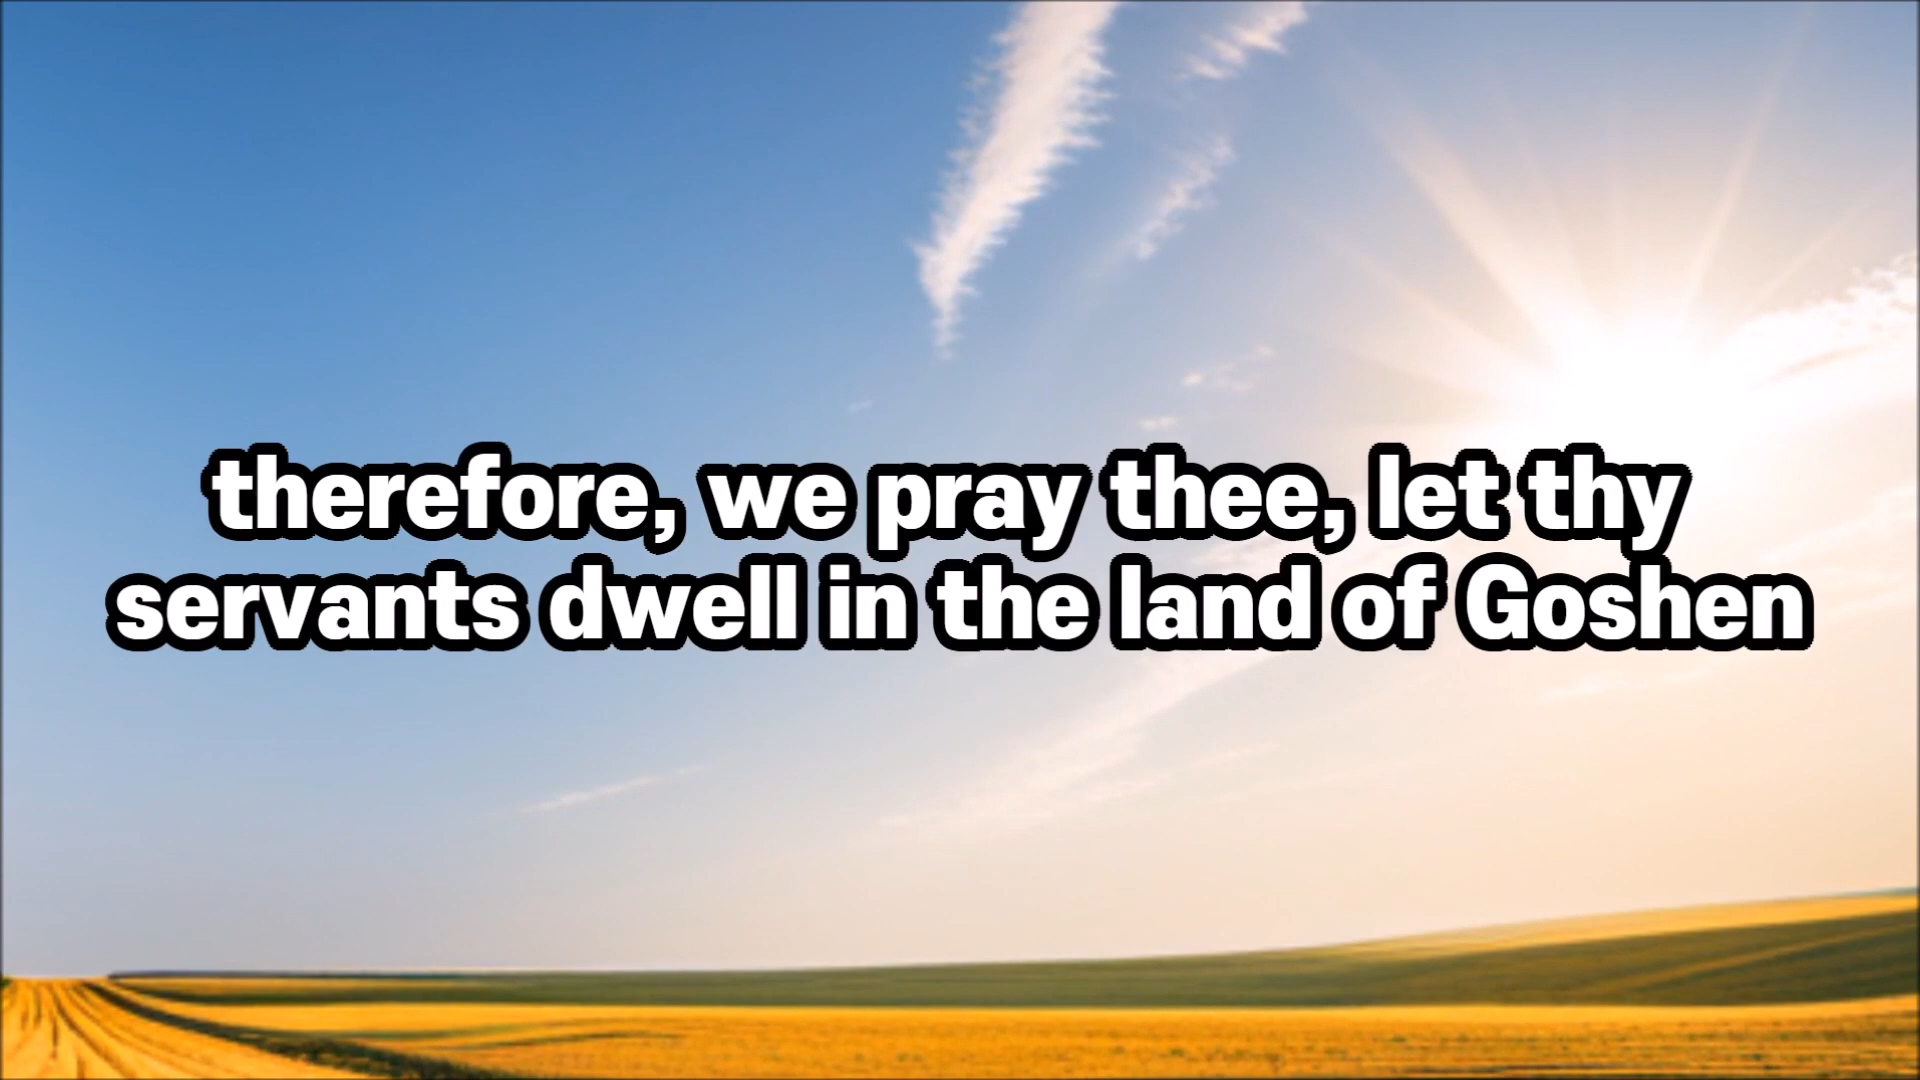 therefore, we pray thee, let thy
servants dwell in the land of Goshen